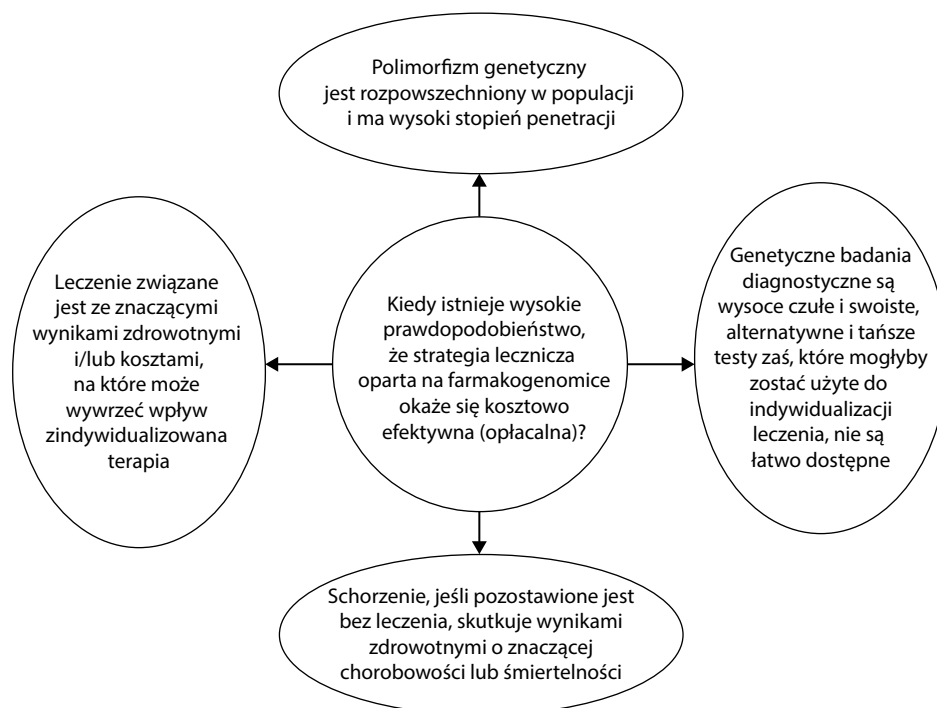 Polimorfizm genetyczny
jest rozpowszechniony w populacji
i ma wysoki stopień penetracji
Leczenie związane
jest ze znaczącymi
wynikami zdrowotnymi
i/lub kosztami,
na które może
wywrzeć wpływ
zindywidualizowana
terapia
Kiedy istnieje wysokie
prawdopodobieństwo,
że strategia lecznicza
oparta na farmakogenomice
okaże się kosztowo
efektywna (opłacalna)?
Genetyczne badania
diagnostyczne są
wysoce czułe i swoiste,
alternatywne i tańsze
testy zaś, które mogłyby
zostać użyte do
indywidualizacji
leczenia, nie są
łatwo dostępne
Schorzenie, jeśli pozostawione jest
bez leczenia, skutkuje wynikami
zdrowotnymi o znaczącej
chorobowości lub śmiertelności